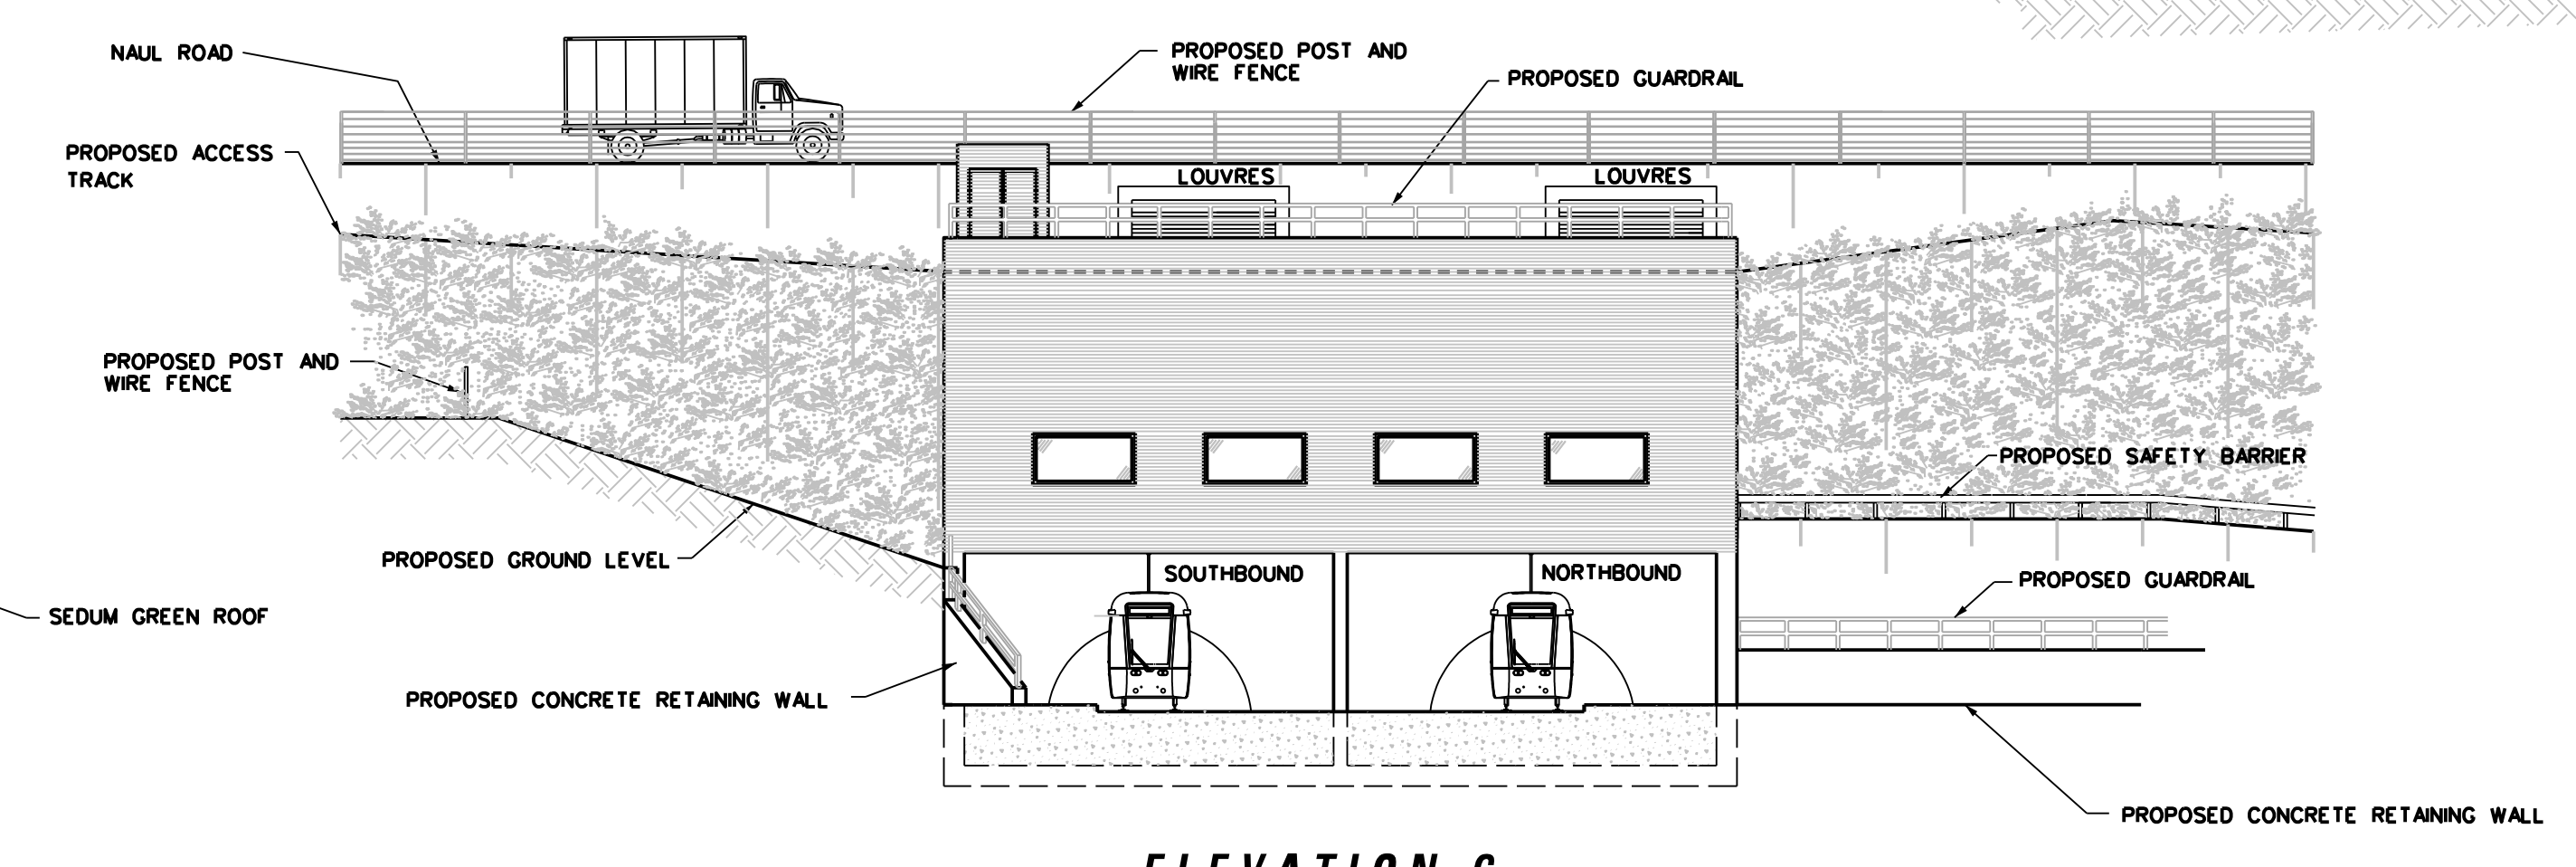 NAUL ROAD
PROPOSED POST AND
WIRE FENCE
PROPOSED GUARDRAIL
PROPOSED ACCESS
TRACK
LOUVRES
LOUVRES
PROPOSED POST AND
WIRE FENCE
PROPOSED SAFETY BARRIER
PROPOSED GROUND LEVEL
SOUTHBOUND
NORTHBOUND
PROPOSED GUARDRAIL
SEDUM GREEN ROOF
PROPOSED CONCRETE RETAINING WALL
PROPOSED CONCRETE RETAINING WALL